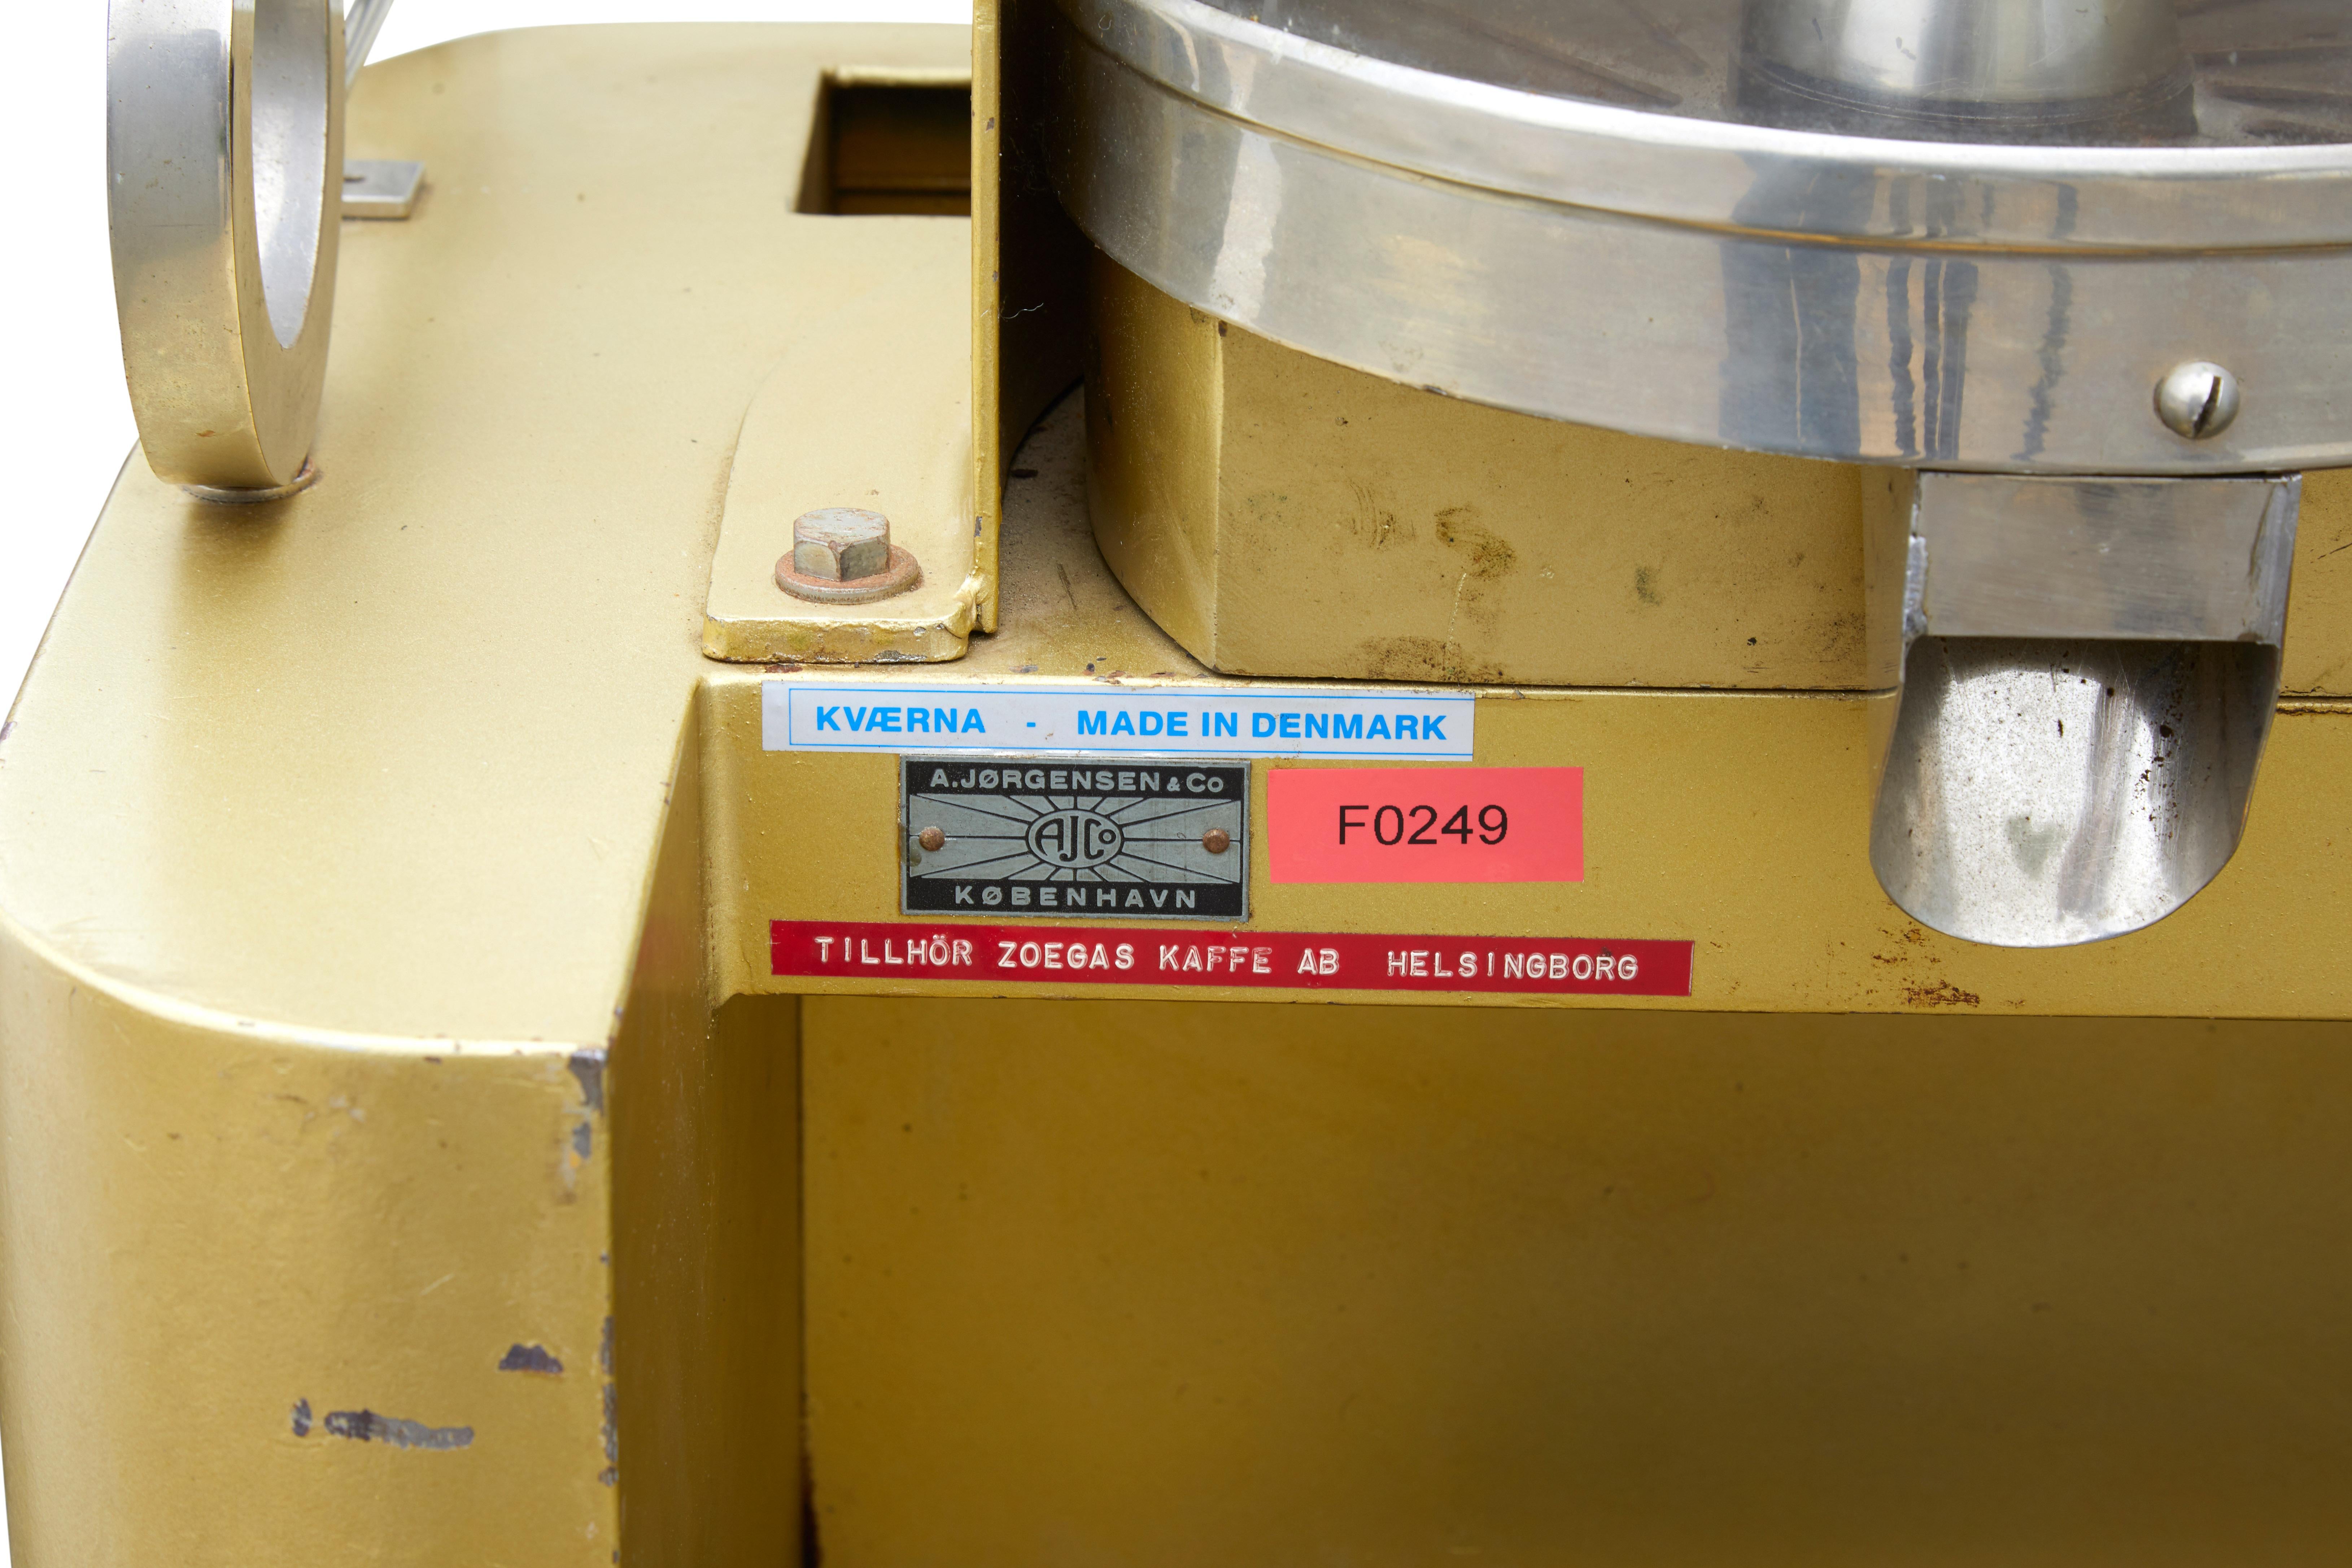 KVÆRNA - MADE IN DENMARK
A.JØRGENSEN & Co
AJCo
KØBENHAVN
F0249
TILLHÖR ZOEGAS KAFFE AB HELSINGBORG